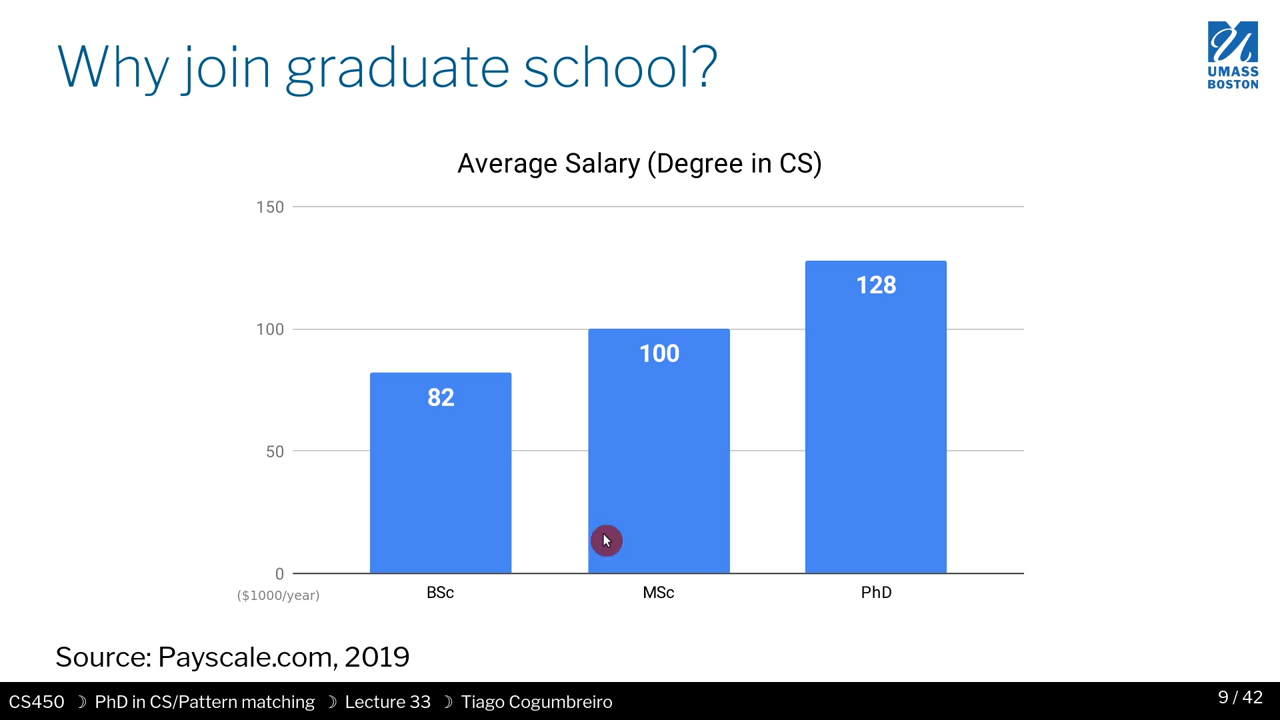 Why join graduate school?
UMASS
BOSTON
Average Salary (Degree in CS)
150
100
50
0
($1000/year)
82
100
128
BSc
MSc
PhD
Source: Payscale.com, 2019
CS450 ☽ PhD in CS/Pattern matching ☽ Lecture 33 ☽ Tiago Cogumbreiro
9 / 42